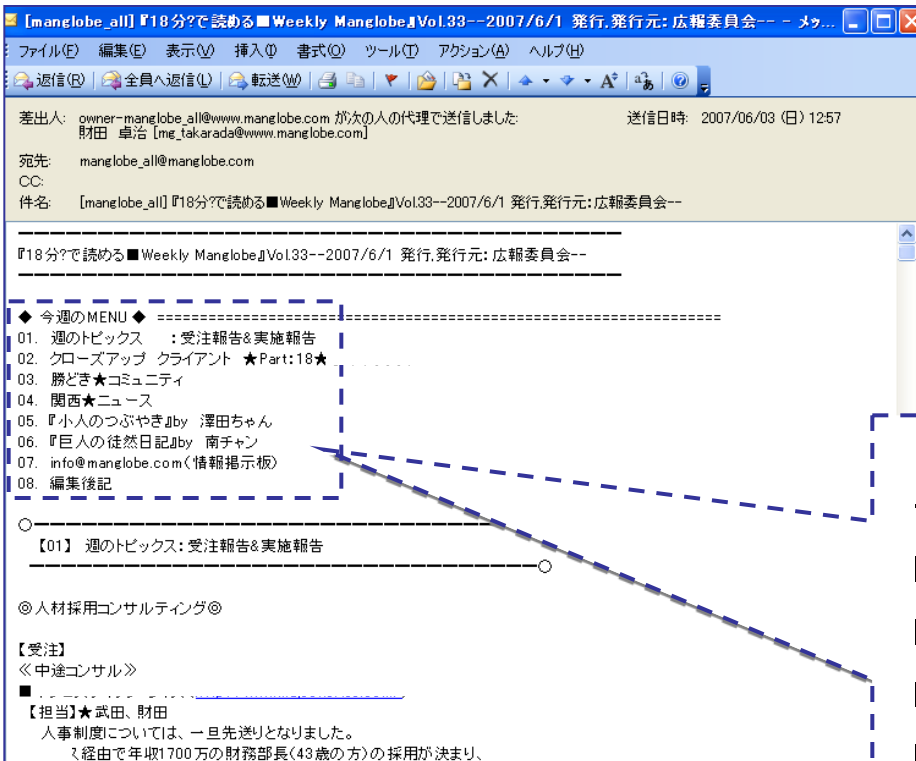 [manglobe_all] 『18分?で読める■Weekly Manglobe』Vol.33--2007/6/1 発行,発行元: 広報委員会-- - メッ...
ファイル(F) 編集(E) 表示(V) 挿入(I) 書式(O) ツール(T) アクション(A) ヘルプ(H)
返信(R) 全員へ返信(L) 転送(W)
差出人: owner-manglobe_all@www.manglobe.com が次の人の代理で送信しました: 送信日時: 2007/06/03 (日) 12:57
財田 卓治 [mg_takarada@www.manglobe.com]
宛先: manglobe_all@manglobe.com
CC:
件名: [manglobe_all] 『18分?で読める■Weekly Manglobe』Vol.33--2007/6/1 発行,発行元: 広報委員会--
『18分?で読める■Weekly Manglobe』Vol.33--2007/6/1 発行,発行元: 広報委員会--
◆ 今週のMENU ◆ ==================================================================
01. 週のトピックス :受注報告&実施報告
02. クローズアップ クライアント ★Part:18★
03. 勝どき★コミュニティ
04. 関西★ニュース
05. 『小人のつぶやき』by 澤田ちゃん
06. 『巨人の徒然日記』by 南チャン
07. info@manglobe.com(情報掲示板)
08. 編集後記
【01】 週のトピックス: 受注報告&実施報告
◎人材採用コンサルティング◎
【受注】
≪中途コンサル≫
■
【担当】★武田、財田
人事制度については、一旦先送りとなりました。
経由で年収1700万の財務部長(43歳の方)の採用が決まり、